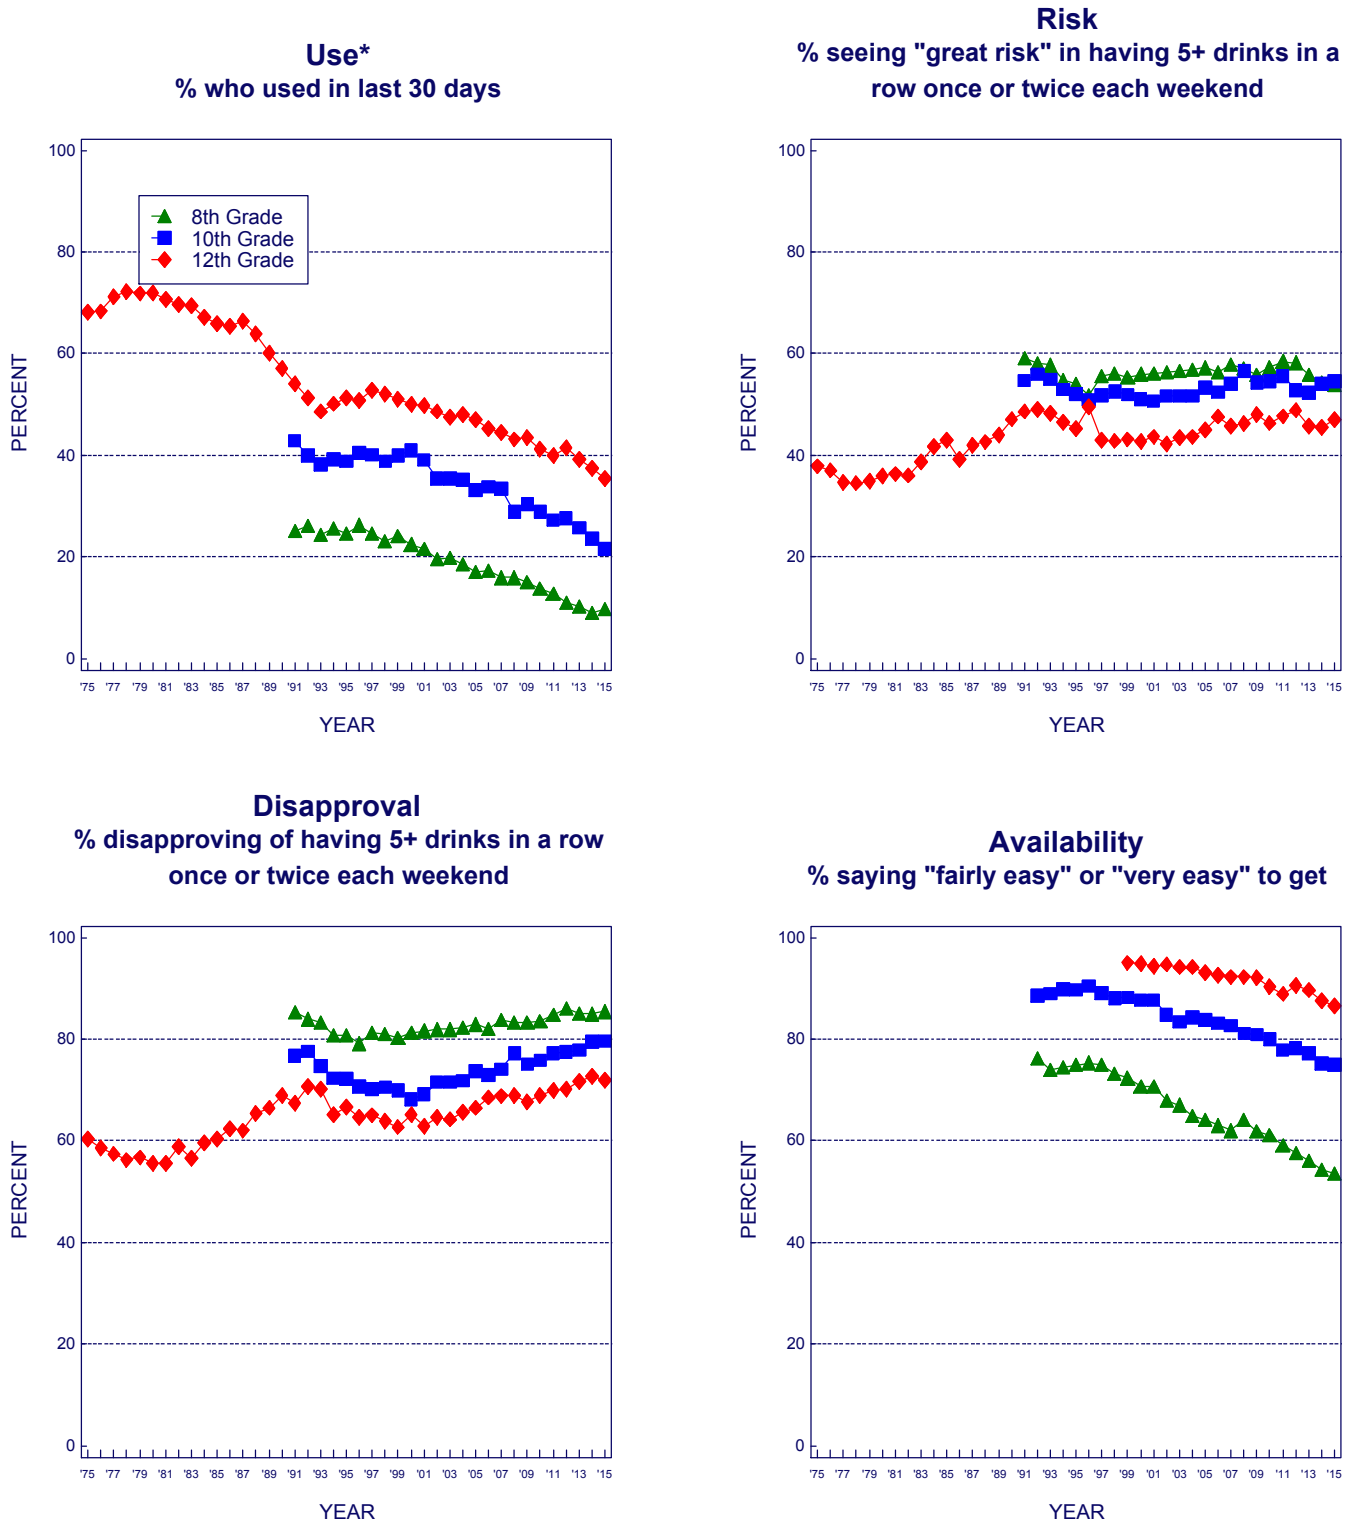 Use*
% who used in last 30 days
100
80
60
40
20
0
PERCENT
8th Grade
10th Grade
12th Grade
'75 '77 '79 '81 '83 '85 '87 '89 '91 '93 '95 '97 '99 '01 '03 '05 '07 '09 '11 '13 '15
YEAR
Risk
% seeing "great risk" in having 5+ drinks in a
row once or twice each weekend
100
80
60
40
20
0
PERCENT
'75 '77 '79 '81 '83 '85 '87 '89 '91 '93 '95 '97 '99 '01 '03 '05 '07 '09 '11 '13 '15
YEAR
Disapproval
% disapproving of having 5+ drinks in a row
once or twice each weekend
100
80
60
40
20
0
PERCENT
'75 '77 '79 '81 '83 '85 '87 '89 '91 '93 '95 '97 '99 '01 '03 '05 '07 '09 '11 '13 '15
YEAR
Availability
% saying "fairly easy" or "very easy" to get
100
80
60
40
20
0
PERCENT
'75 '77 '79 '81 '83 '85 '87 '89 '91 '93 '95 '97 '99 '01 '03 '05 '07 '09 '11 '13 '15
YEAR